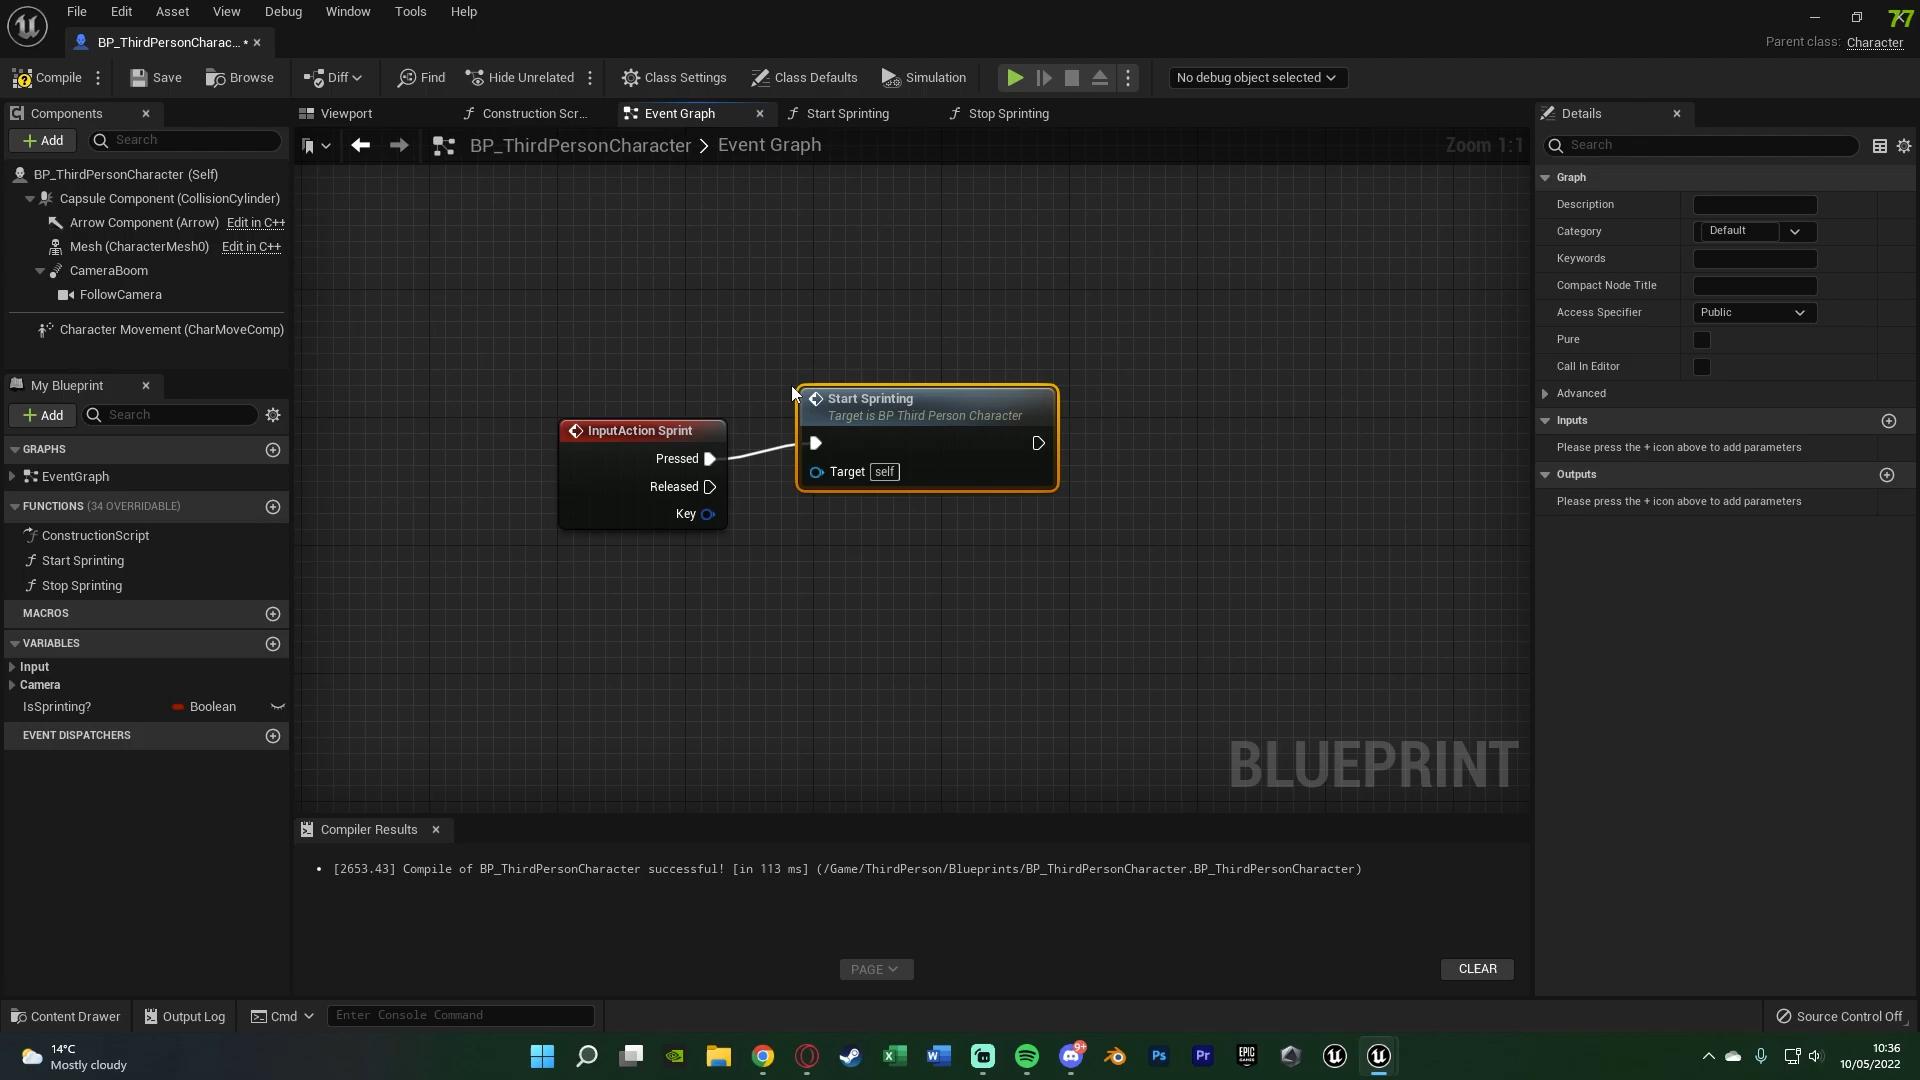 File Edit Asset View Debug Window Tools Help
77
BP_ThirdPersonCharac... *
Parent class: Character
Compile Save Browse Diff Find Hide Unrelated Class Settings Class Defaults Simulation No debug object selected
Components
Viewport Construction Scr... Event Graph Start Sprinting Stop Sprinting
Details
Add Search
BP_ThirdPersonCharacter > Event Graph
Zoom 1:1
Search
BP_ThirdPersonCharacter (Self)
Capsule Component (CollisionCylinder)
Arrow Component (Arrow) Edit in C++
Mesh (CharacterMesh0) Edit in C++
CameraBoom
FollowCamera
Character Movement (CharMoveComp)
My Blueprint
Add Search
GRAPHS
EventGraph
FUNCTIONS (34 OVERRIDABLE)
ConstructionScript
Start Sprinting
Stop Sprinting
MACROS
VARIABLES
Input
Camera
IsSprinting? Boolean
EVENT DISPATCHERS
InputAction Sprint
Pressed
Released
Key
Start Sprinting
Target is BP Third Person Character
Target self
BLUEPRINT
Graph
Description
Category Default
Keywords
Compact Node Title
Access Specifier Public
Pure
Call In Editor
Advanced
Inputs
Please press the + icon above to add parameters
Outputs
Please press the + icon above to add parameters
Compiler Results
• [2653.43] Compile of BP_ThirdPersonCharacter successful! [in 113 ms] (/Game/ThirdPerson/Blueprints/BP_ThirdPersonCharacter.BP_ThirdPersonCharacter)
PAGE
CLEAR
Content Drawer Output Log Cmd Enter Console Command
Source Control Off
14°C
Mostly cloudy
X W 9+ Ps Pr EPIC GAMES
10:36
10/05/2022